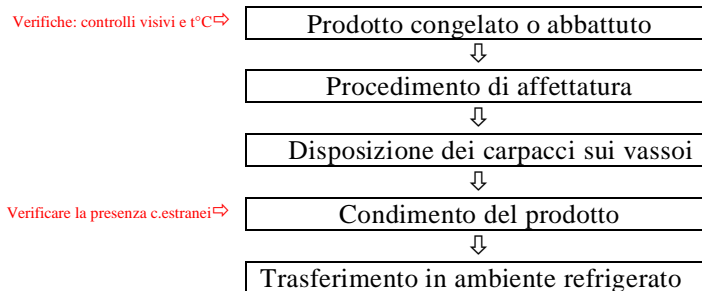 Verifiche: controlli visivi e t°C⇨ Prodotto congelato o abbattuto
⇩
Procedimento di affettatura
⇩
Disposizione dei carpacci sui vassoi
⇩
Verificare la presenza c.estranei⇨ Condimento del prodotto
⇩
Trasferimento in ambiente refrigerato